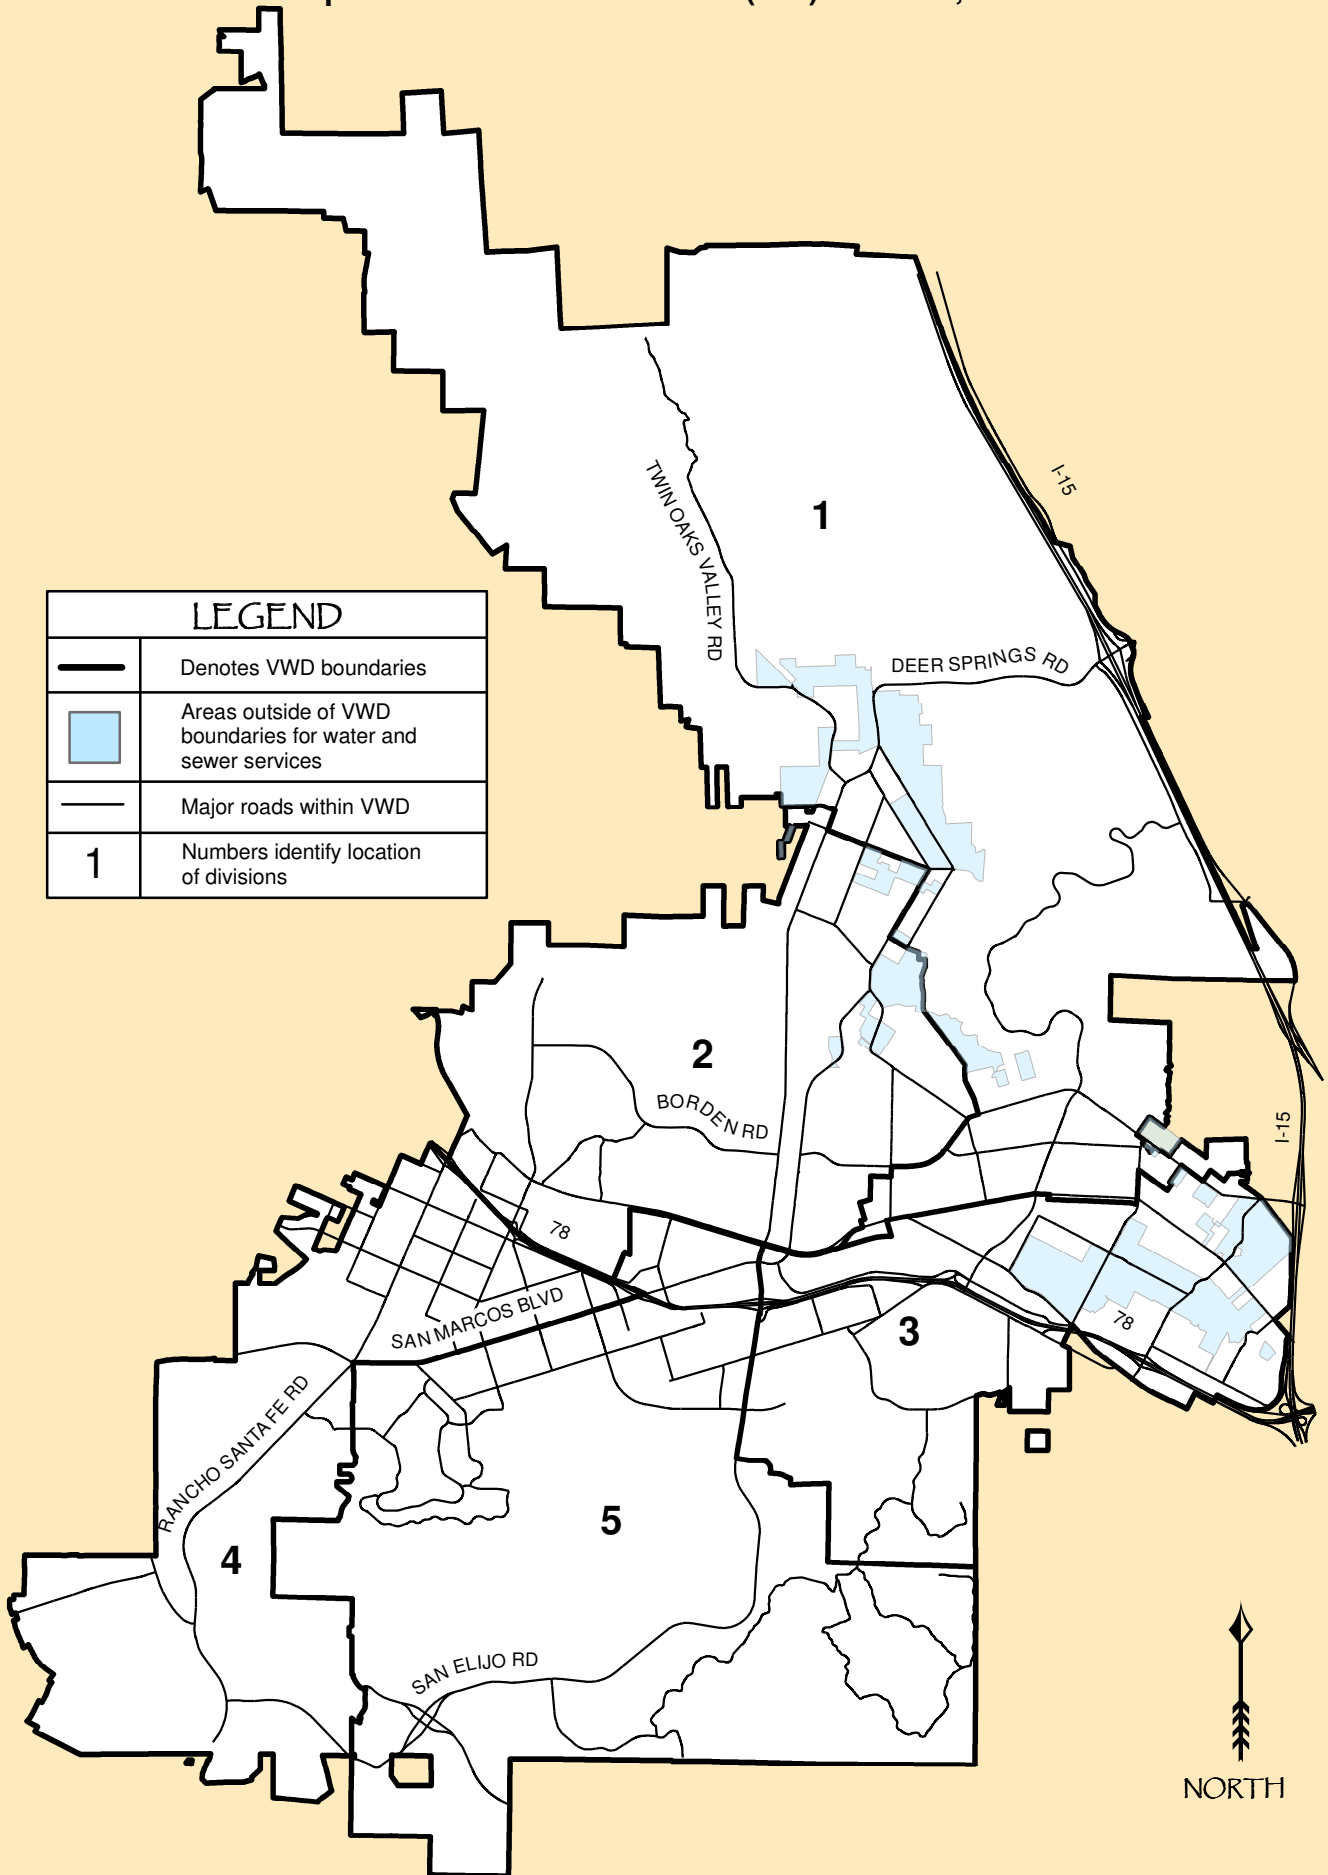 I-15
TWIN OAKS VALLEY RD
1
LEGEND
Denotes VWD boundaries
Areas outside of VWD
boundaries for water and
sewer services
Major roads within VWD
1
Numbers identify location
of divisions
DEER SPRINGS RD
2
BORDEN RD
I-15
78
SAN MARCOS BLVD
3
78
RANCHO SANTA FE RD
5
4
SAN ELIJO RD
NORTH